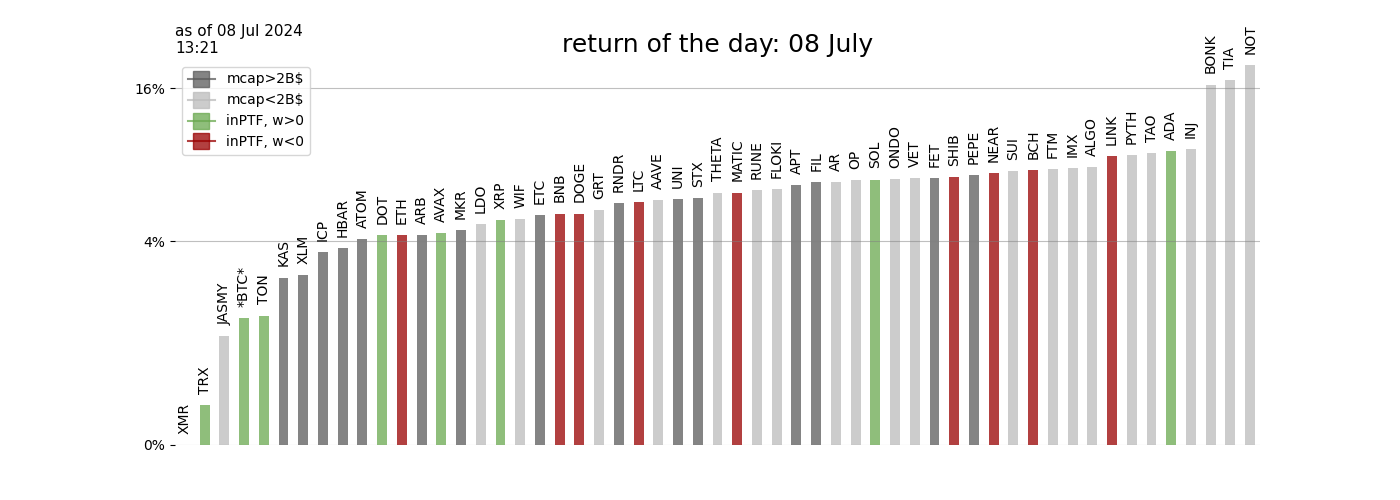 as of 08 Jul 2024
13:21
return of the day: 08 July
mcap>2B$
mcap<2B$
inPTF, w>0
inPTF, w<0
16%
4%
0%
XMR
TRX
JASMY
*BTC*
TON
KAS
XLM
ICP
HBAR
ATOM
DOT
ETH
ARB
AVAX
MKR
LDO
XRP
WIF
ETC
BNB
DOGE
GRT
RNDR
LTC
AAVE
UNI
STX
THETA
MATIC
RUNE
FLOKI
APT
FIL
AR
OP
SOL
ONDO
VET
FET
SHIB
PEPE
NEAR
SUI
BCH
FTM
IMX
ALGO
LINK
PYTH
TAO
ADA
INJ
BONK
TIA
NOT